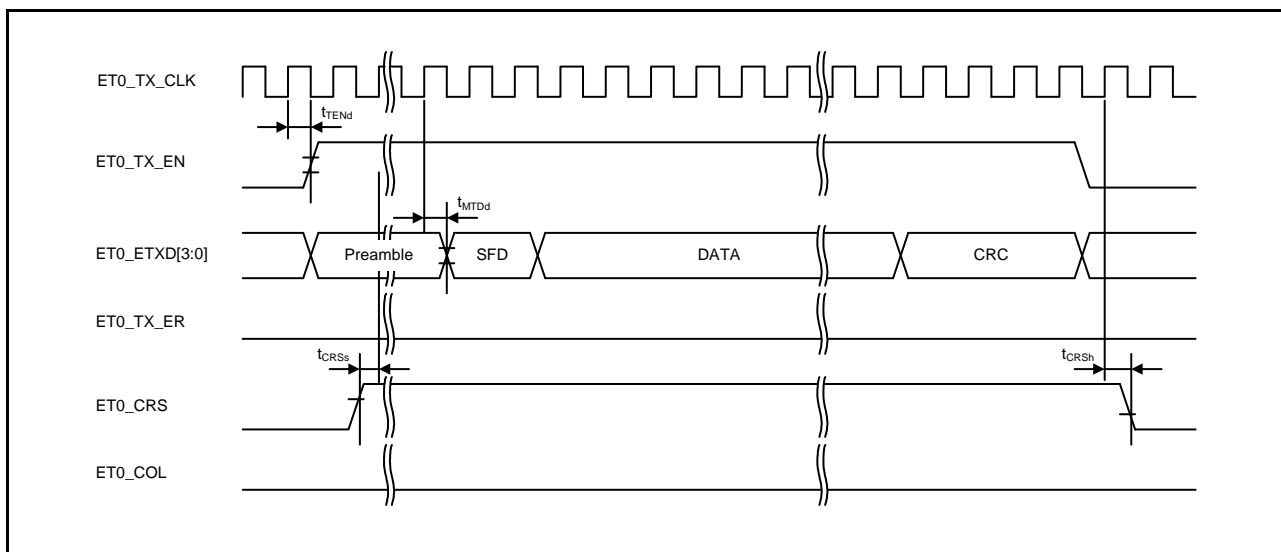 ET0_TX_CLK
tTENd
ET0_TX_EN
tMTDd
ET0_ETXD[3:0]
Preamble
SFD
DATA
CRC
ET0_TX_ER
tCRSs
tCRSh
ET0_CRS
ET0_COL